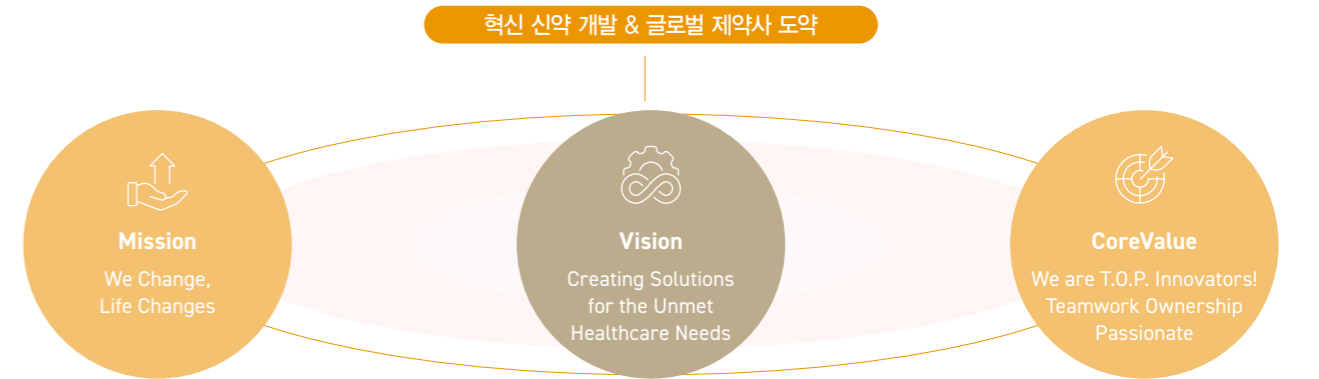 혁신 신약 개발 & 글로벌 제약사 도약
Mission
We Change,
Life Changes
Vision
Creating Solutions
for the Unmet
Healthcare Needs
CoreValue
We are T.O.P. Innovators!
Teamwork Ownership
Passionate